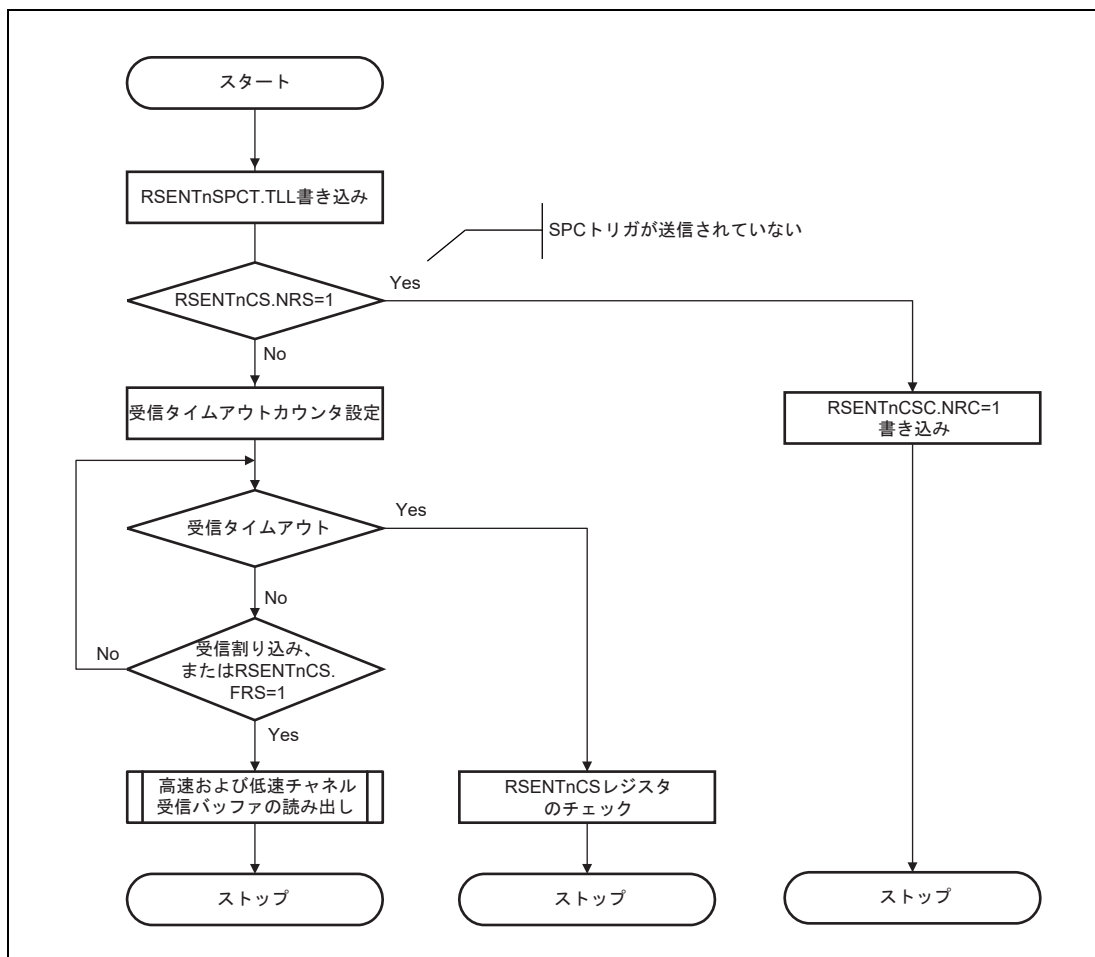 スタート
RSENTnSPCT.TLL書き込み
SPCトリガが送信されていない
Yes
RSENTnCS.NRS=1
No
受信タイムアウトカウンタ設定
RSENTnCSC.NRC=1
書き込み
受信タイムアウト
Yes
No
No
受信割り込み、
またはRSENTnCS.
FRS=1
Yes
高速および低速チャネル
受信バッファの読み出し
RSENTnCSレジスタ
のチェック
ストップ
ストップ
ストップ